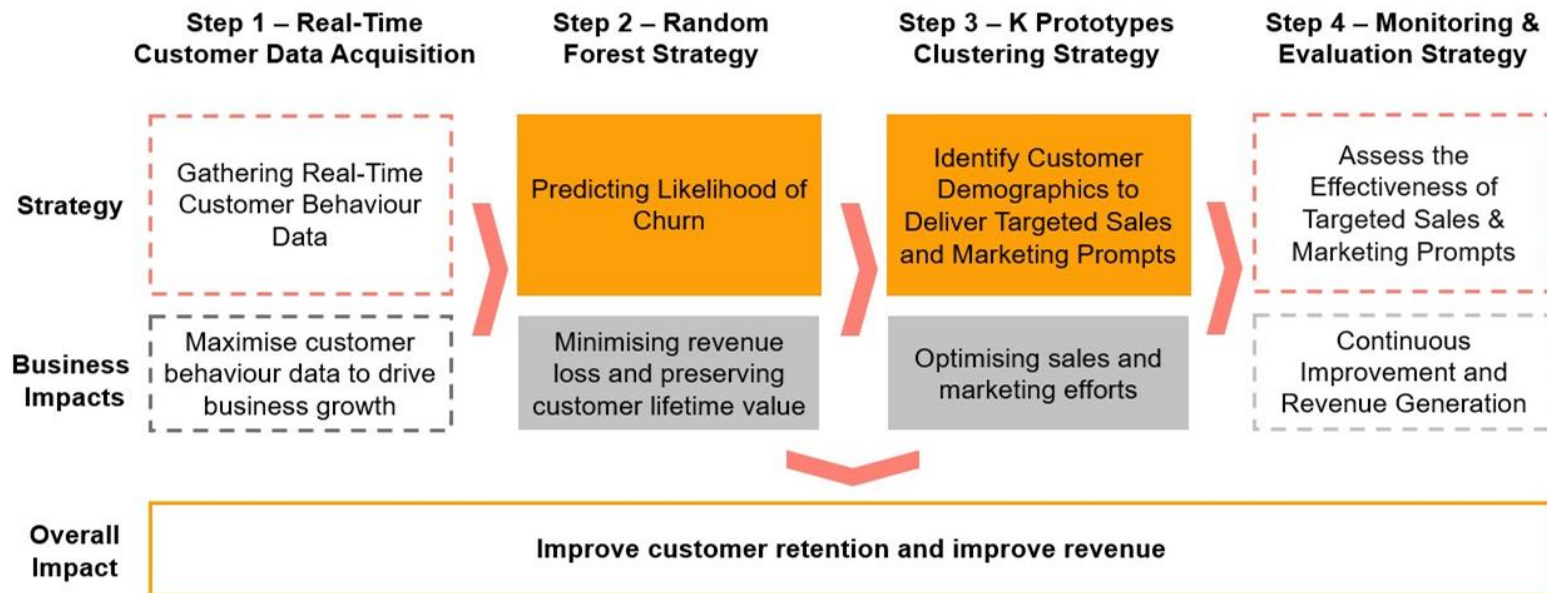 Step 1 – Real-Time
Customer Data Acquisition
Step 2 – Random
Forest Strategy
Step 3 – K Prototypes
Clustering Strategy
Step 4 – Monitoring &
Evaluation Strategy
Strategy
Gathering Real-Time
Customer Behaviour
Data
Predicting Likelihood of
Churn
Identify Customer
Demographics to
Deliver Targeted Sales
and Marketing Prompts
Assess the
Effectiveness of
Targeted Sales &
Marketing Prompts
Business
Impacts
Maximise customer
behaviour data to drive
business growth
Minimising revenue
loss and preserving
customer lifetime value
Optimising sales and
marketing efforts
Continuous
Improvement and
Revenue Generation
Overall
Impact
Improve customer retention and improve revenue